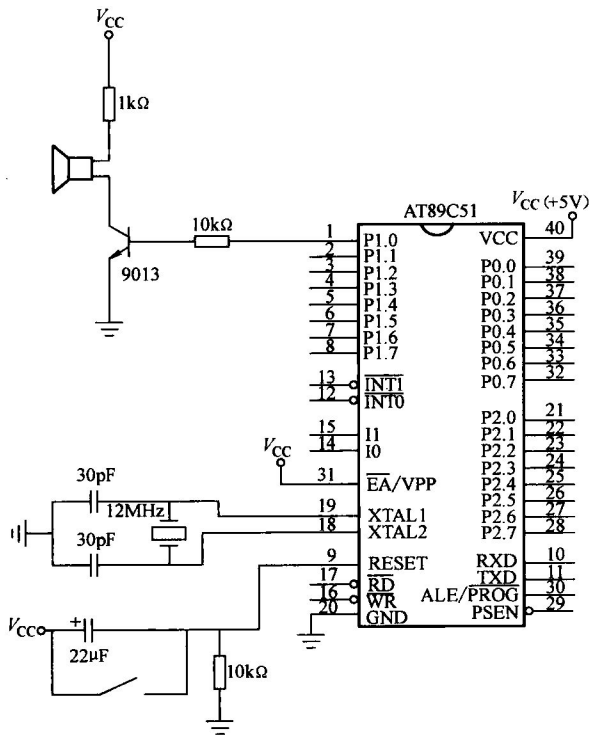 VCC
1kΩ
10kΩ
9013
AT89C51
VCC(+5V)
1 P1.0
2 P1.1
3 P1.2
4 P1.3
5 P1.4
6 P1.5
7 P1.6
8 P1.7
13 INT1
12 INT0
15 I1
14 I0
VCC
31 EA/VPP
30pF
12MHz
30pF
19 XTAL1
18 XTAL2
9 RESET
17 RD
16 WR
20 GND
VCC
+
22μF
10kΩ
VCC 40
P0.0 39
P0.1 38
P0.2 37
P0.3 36
P0.4 35
P0.5 34
P0.6 33
P0.7 32
P2.0 21
P2.1 22
P2.2 23
P2.3 24
P2.4 25
P2.5 26
P2.6 27
P2.7 28
RXD 10
TXD 11
ALE/PROG 30
PSEN 29